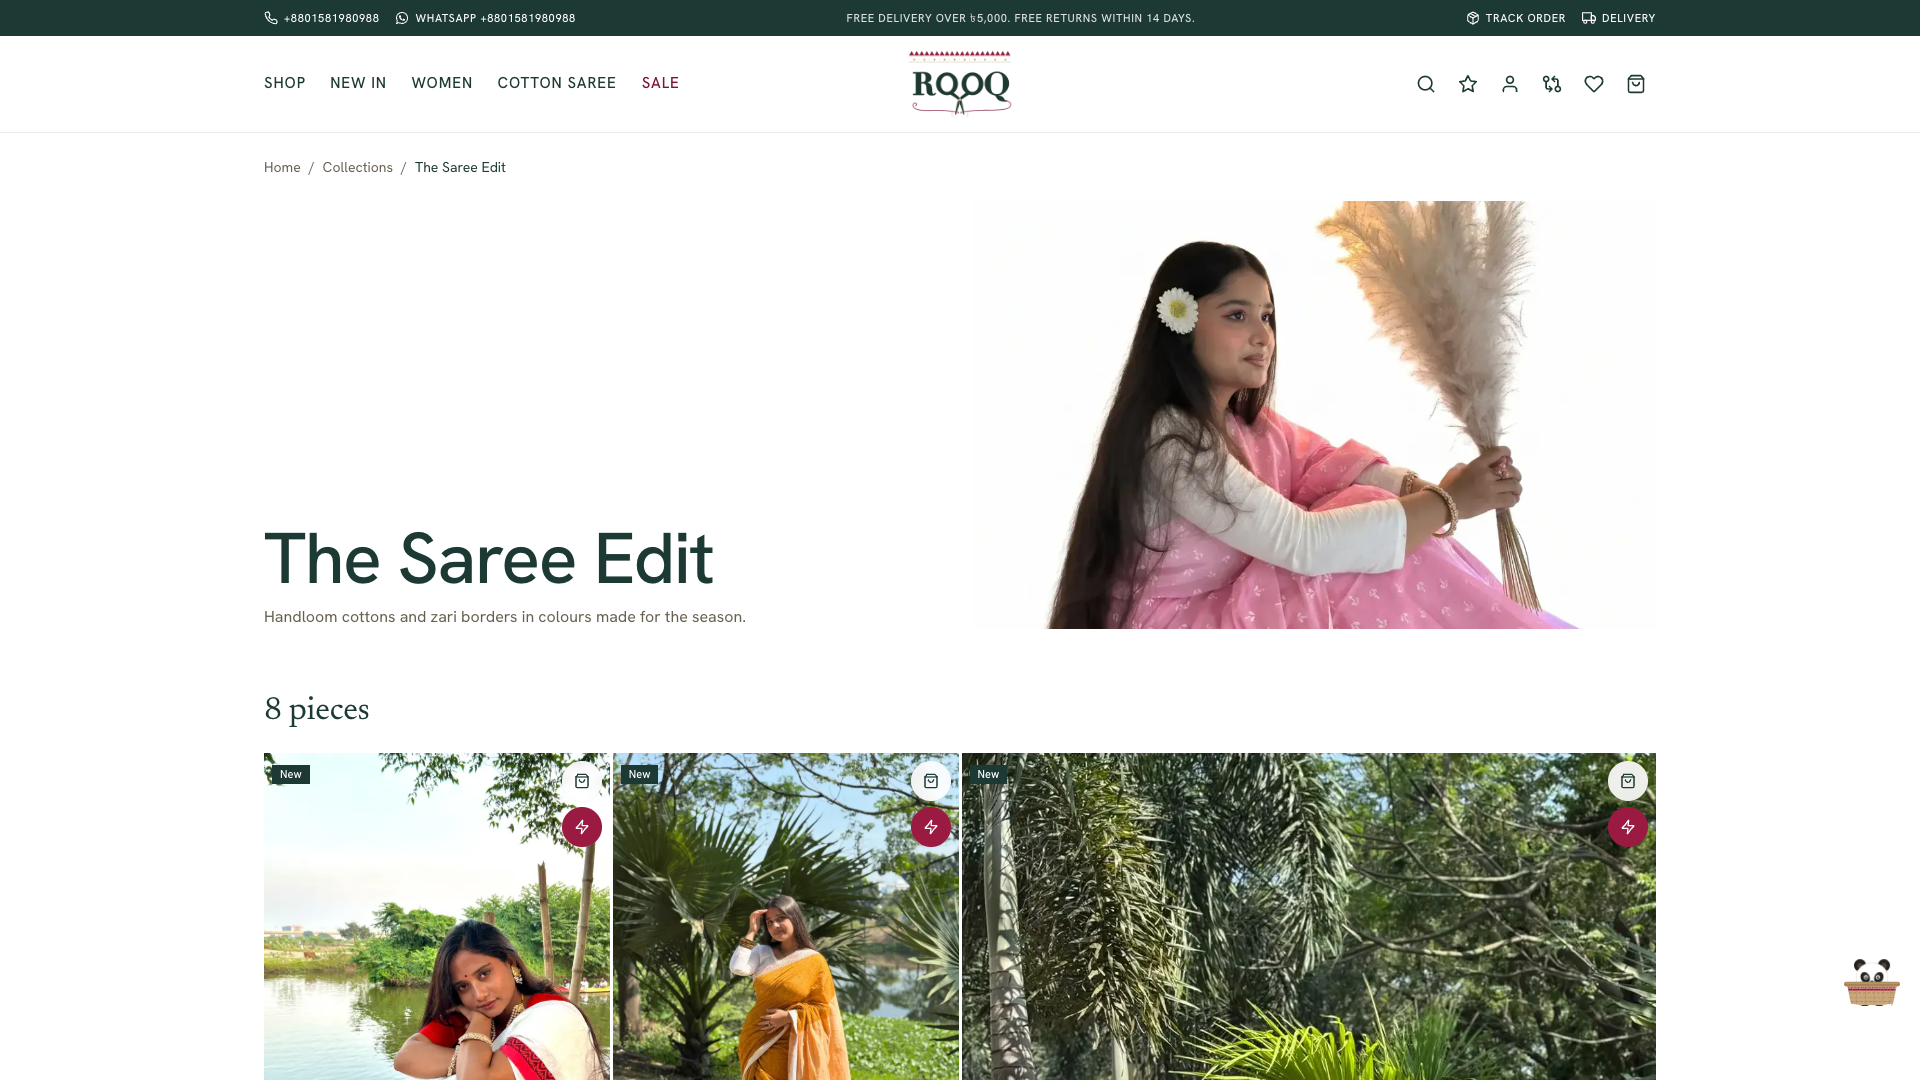 +8801581980988
WHATSAPP +8801581980988
FREE DELIVERY OVER ৳5,000. FREE RETURNS WITHIN 14 DAYS.
TRACK ORDER
DELIVERY
SHOP
NEW IN
WOMEN
COTTON SAREE
SALE
ROOQ
Home / Collections / The Saree Edit
The Saree Edit
Handloom cottons and zari borders in colours made for the season.
8 pieces
New
New
New